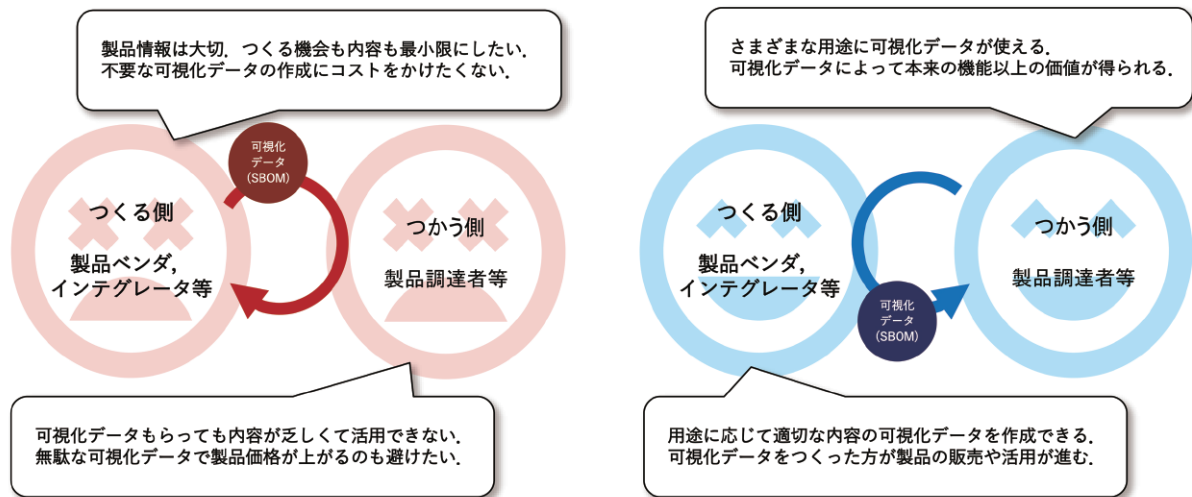 製品情報は大切．つくる機会も内容も最小限にしたい．
不要な可視化データの作成にコストをかけたくない．
可視化
データ
(SBOM)
つくる側
製品ベンダ，
インテグレータ等
つかう側
製品調達者等
可視化データもらっても内容が乏しくて活用できない．
無駄な可視化データで製品価格が上がるのも避けたい．
さまざまな用途に可視化データが使える．
可視化データによって本来の機能以上の価値が得られる．
つくる側
製品ベンダ，
インテグレータ等
つかう側
製品調達者等
可視化
データ
(SBOM)
用途に応じて適切な内容の可視化データを作成できる．
可視化データをつくった方が製品の販売や活用が進む．